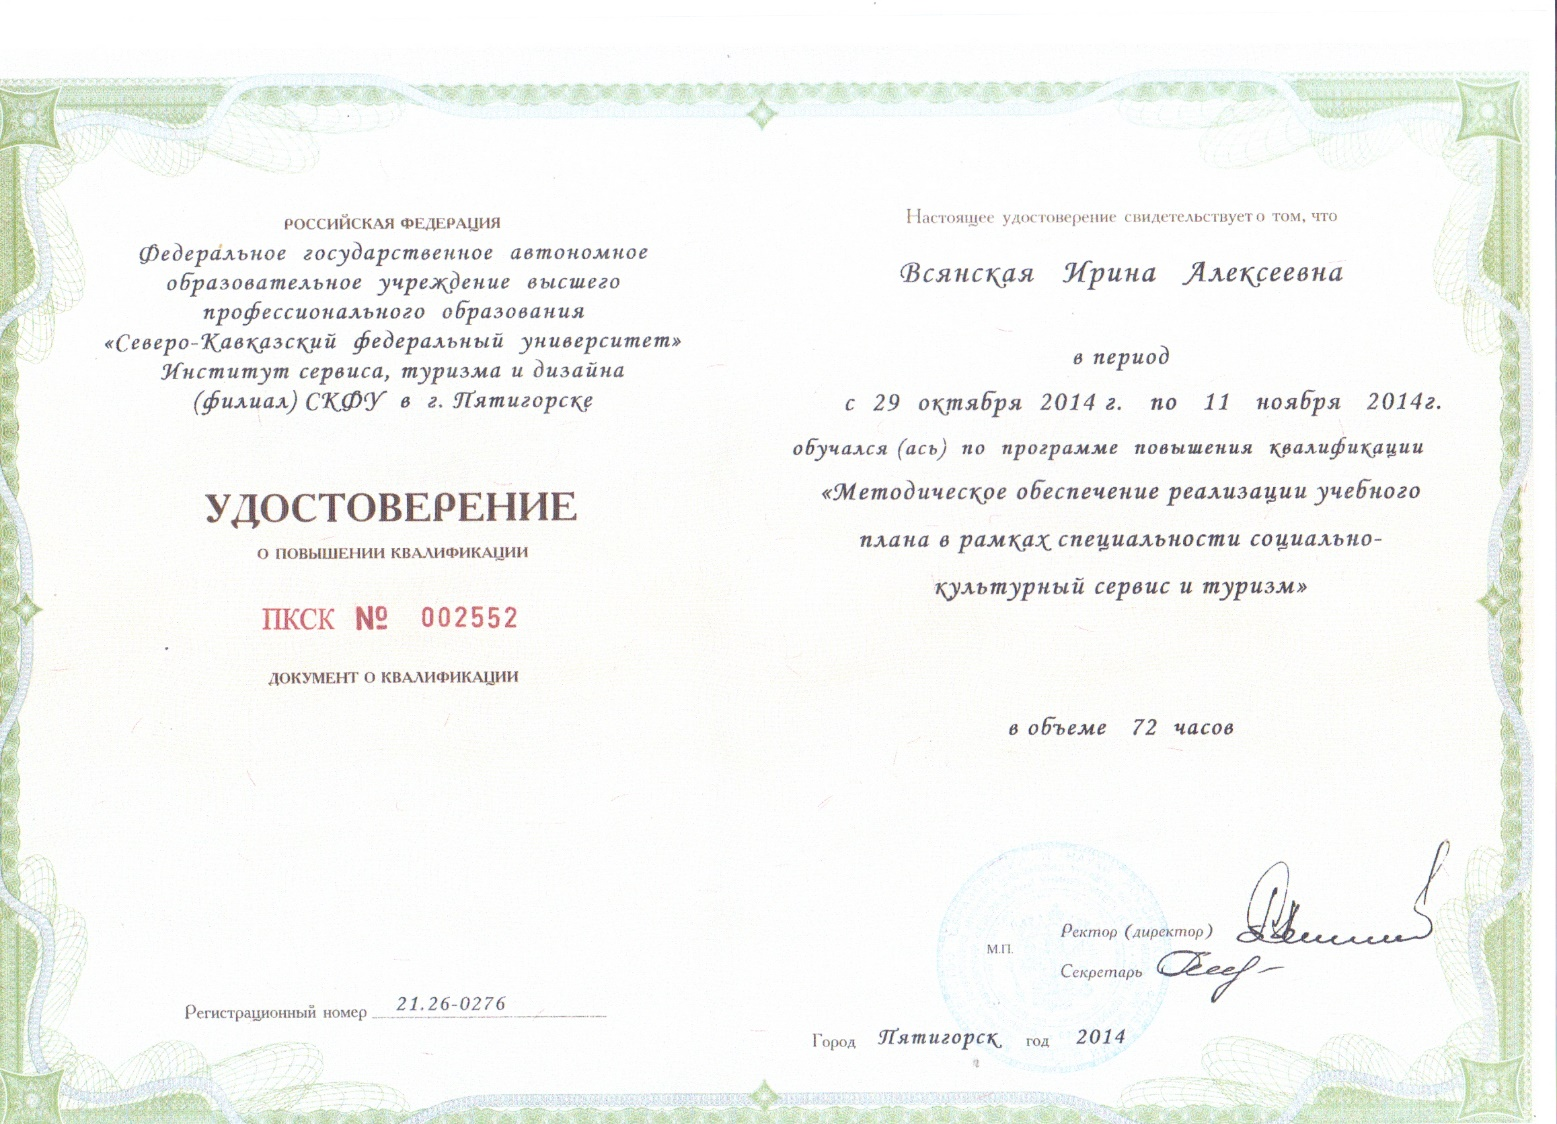 РОССИЙСКАЯ ФЕДЕРАЦИЯ
Федеральное государственное автономное
образовательное учреждение высшего
профессионального образования
«Северо-Кавказский федеральный университет»
Институт сервиса, туризма и дизайна
(филиал) СКФУ в г. Пятигорске
УДОСТОВЕРЕНИЕ
О ПОВЫШЕНИИ КВАЛИФИКАЦИИ
ПКСК № 002552
ДОКУМЕНТ О КВАЛИФИКАЦИИ
Регистрационный номер 21.26-0276
Настоящее удостоверение свидетельствует о том, что
Всянская Ирина Алексеевна
в период
с 29 октября 2014 г. по 11 ноября 2014г.
обучался (ась) по программе повышения квалификации
«Методическое обеспечение реализации учебного
плана в рамках специальности социально-
культурный сервис и туризм»
в объеме 72 часов
Ректор (директор)
М.П.
Секретарь
Город Пятигорск год 2014